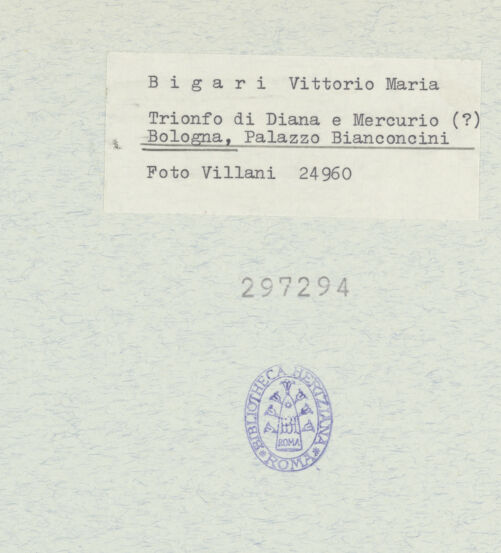 B i g a r i Vittorio Maria
Trionfo di Diana e Mercurio (?)
Bologna, Palazzo Bianconcini
Foto Villani 24960
297294
BIBLIOTHECA HERTZIANA
ROMA
ROMA